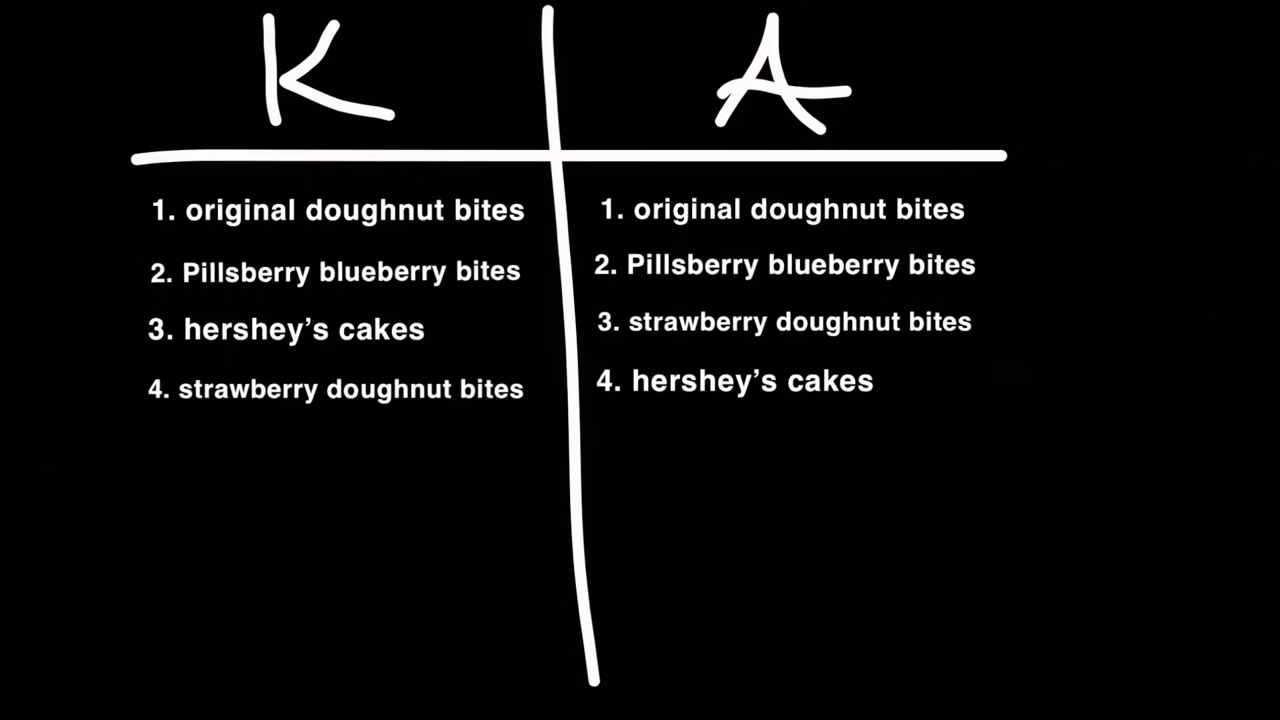 K
A
1. original doughnut bites
2. Pillsberry blueberry bites
3. hershey’s cakes
4. strawberry doughnut bites
1. original doughnut bites
2. Pillsberry blueberry bites
3. strawberry doughnut bites
4. hershey’s cakes